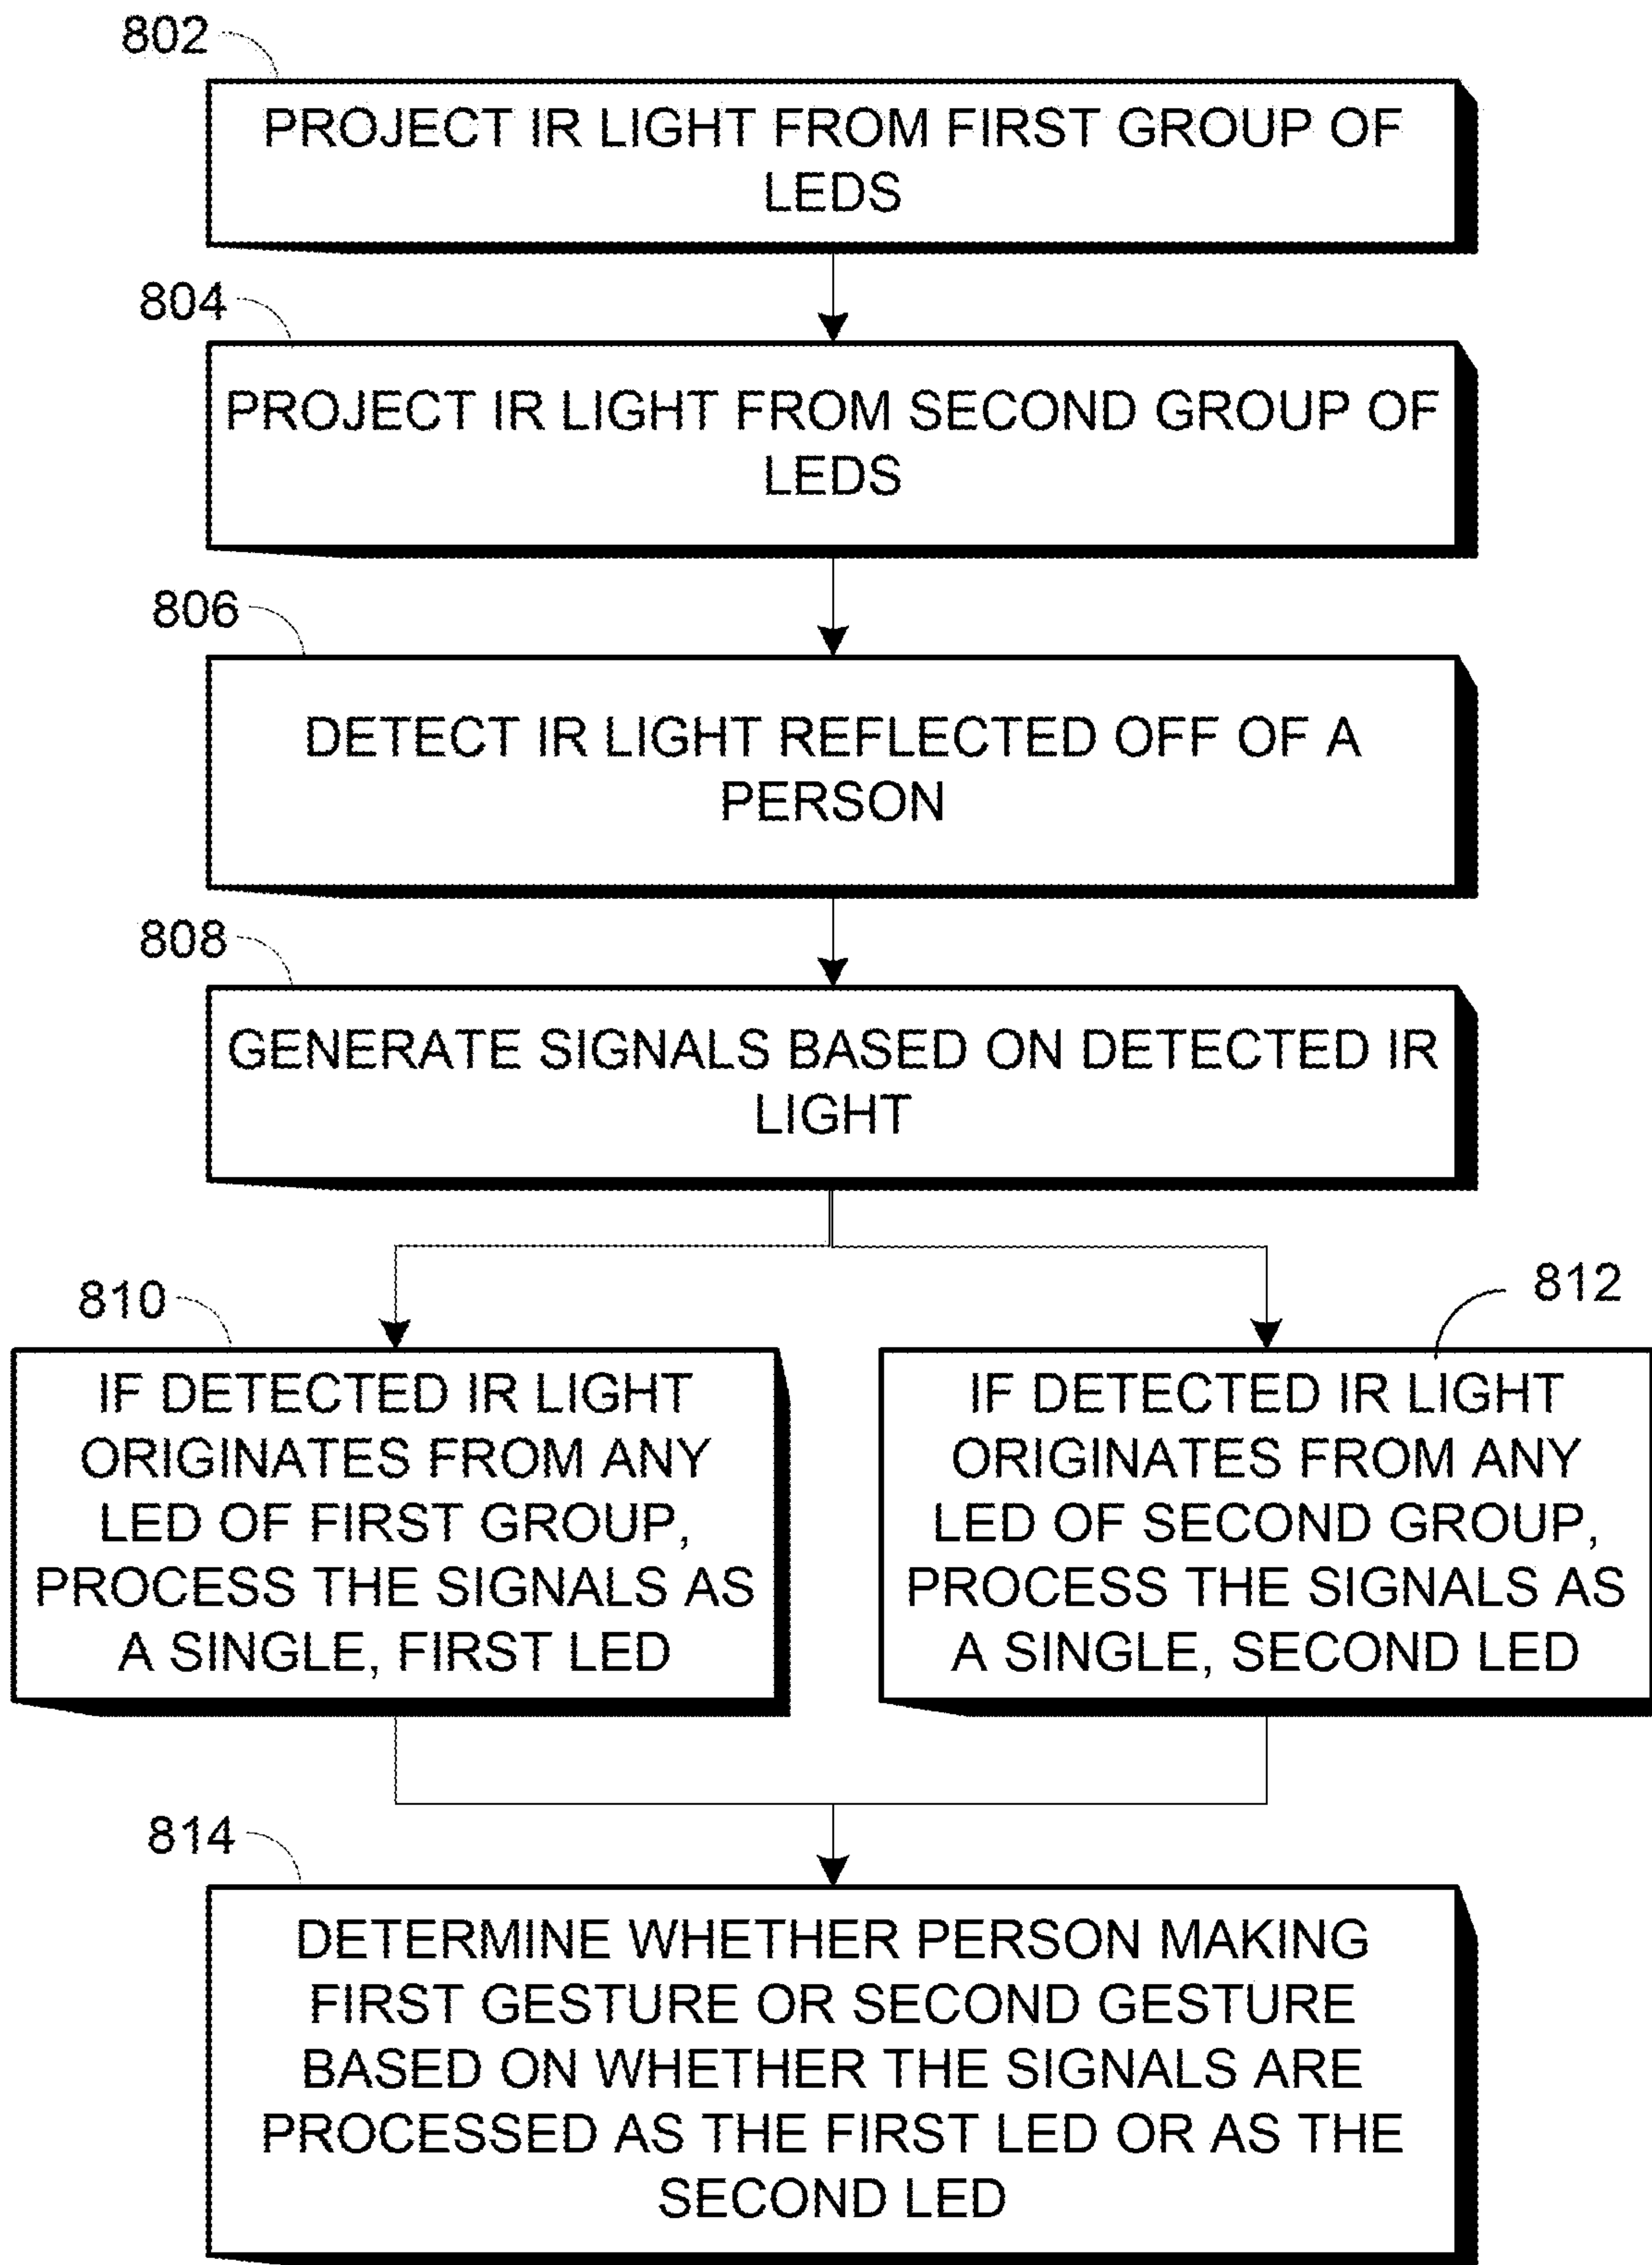 802
PROJECT IR LIGHT FROM FIRST GROUP OF
LEDS
804
PROJECT IR LIGHT FROM SECOND GROUP OF
LEDS
806
DETECT IR LIGHT REFLECTED OFF OF A
PERSON
808
GENERATE SIGNALS BASED ON DETECTED IR
LIGHT
810
IF DETECTED IR LIGHT
ORIGINATES FROM ANY
LED OF FIRST GROUP,
PROCESS THE SIGNALS AS
A SINGLE, FIRST LED
812
IF DETECTED IR LIGHT
ORIGINATES FROM ANY
LED OF SECOND GROUP,
PROCESS THE SIGNALS AS
A SINGLE, SECOND LED
814
DETERMINE WHETHER PERSON MAKING
FIRST GESTURE OR SECOND GESTURE
BASED ON WHETHER THE SIGNALS ARE
PROCESSED AS THE FIRST LED OR AS THE
SECOND LED